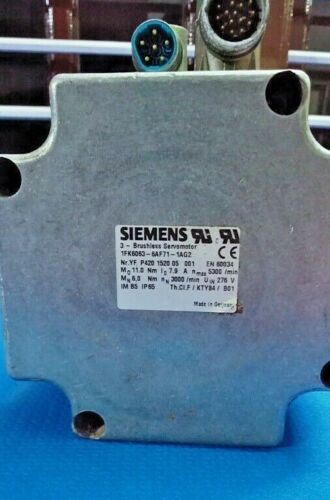 SIEMENS
3 ~ Brushless Servomotor
1FK6063-6AF71-1AG2
Nr.YF P420 1520 05 001 EN 60034
M0 11.0 Nm I0 7.9 A nmax 5300 /min
MN 6,0 Nm nN 3000 /min UIN 276 V
IM B5 IP65 Th.Cl.F / KTY84 / B01
Made in Germany